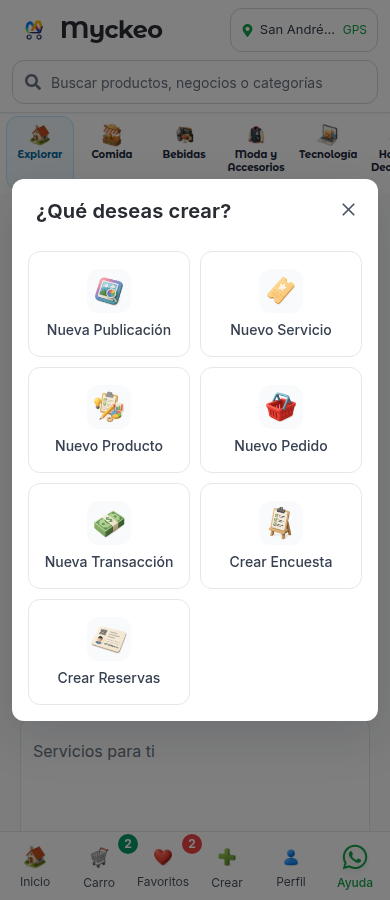 Myckeo
San André... GPS
Buscar productos, negocios o categorías
Explorar
Comida
Bebidas
Moda y
Accesorios
Tecnología
¿Qué deseas crear?
Nueva Publicación
Nuevo Servicio
Nuevo Producto
Nuevo Pedido
Nueva Transacción
Crear Encuesta
Crear Reservas
Servicios para ti
2
2
Inicio
Carro
Favoritos
Crear
Perfil
Ayuda